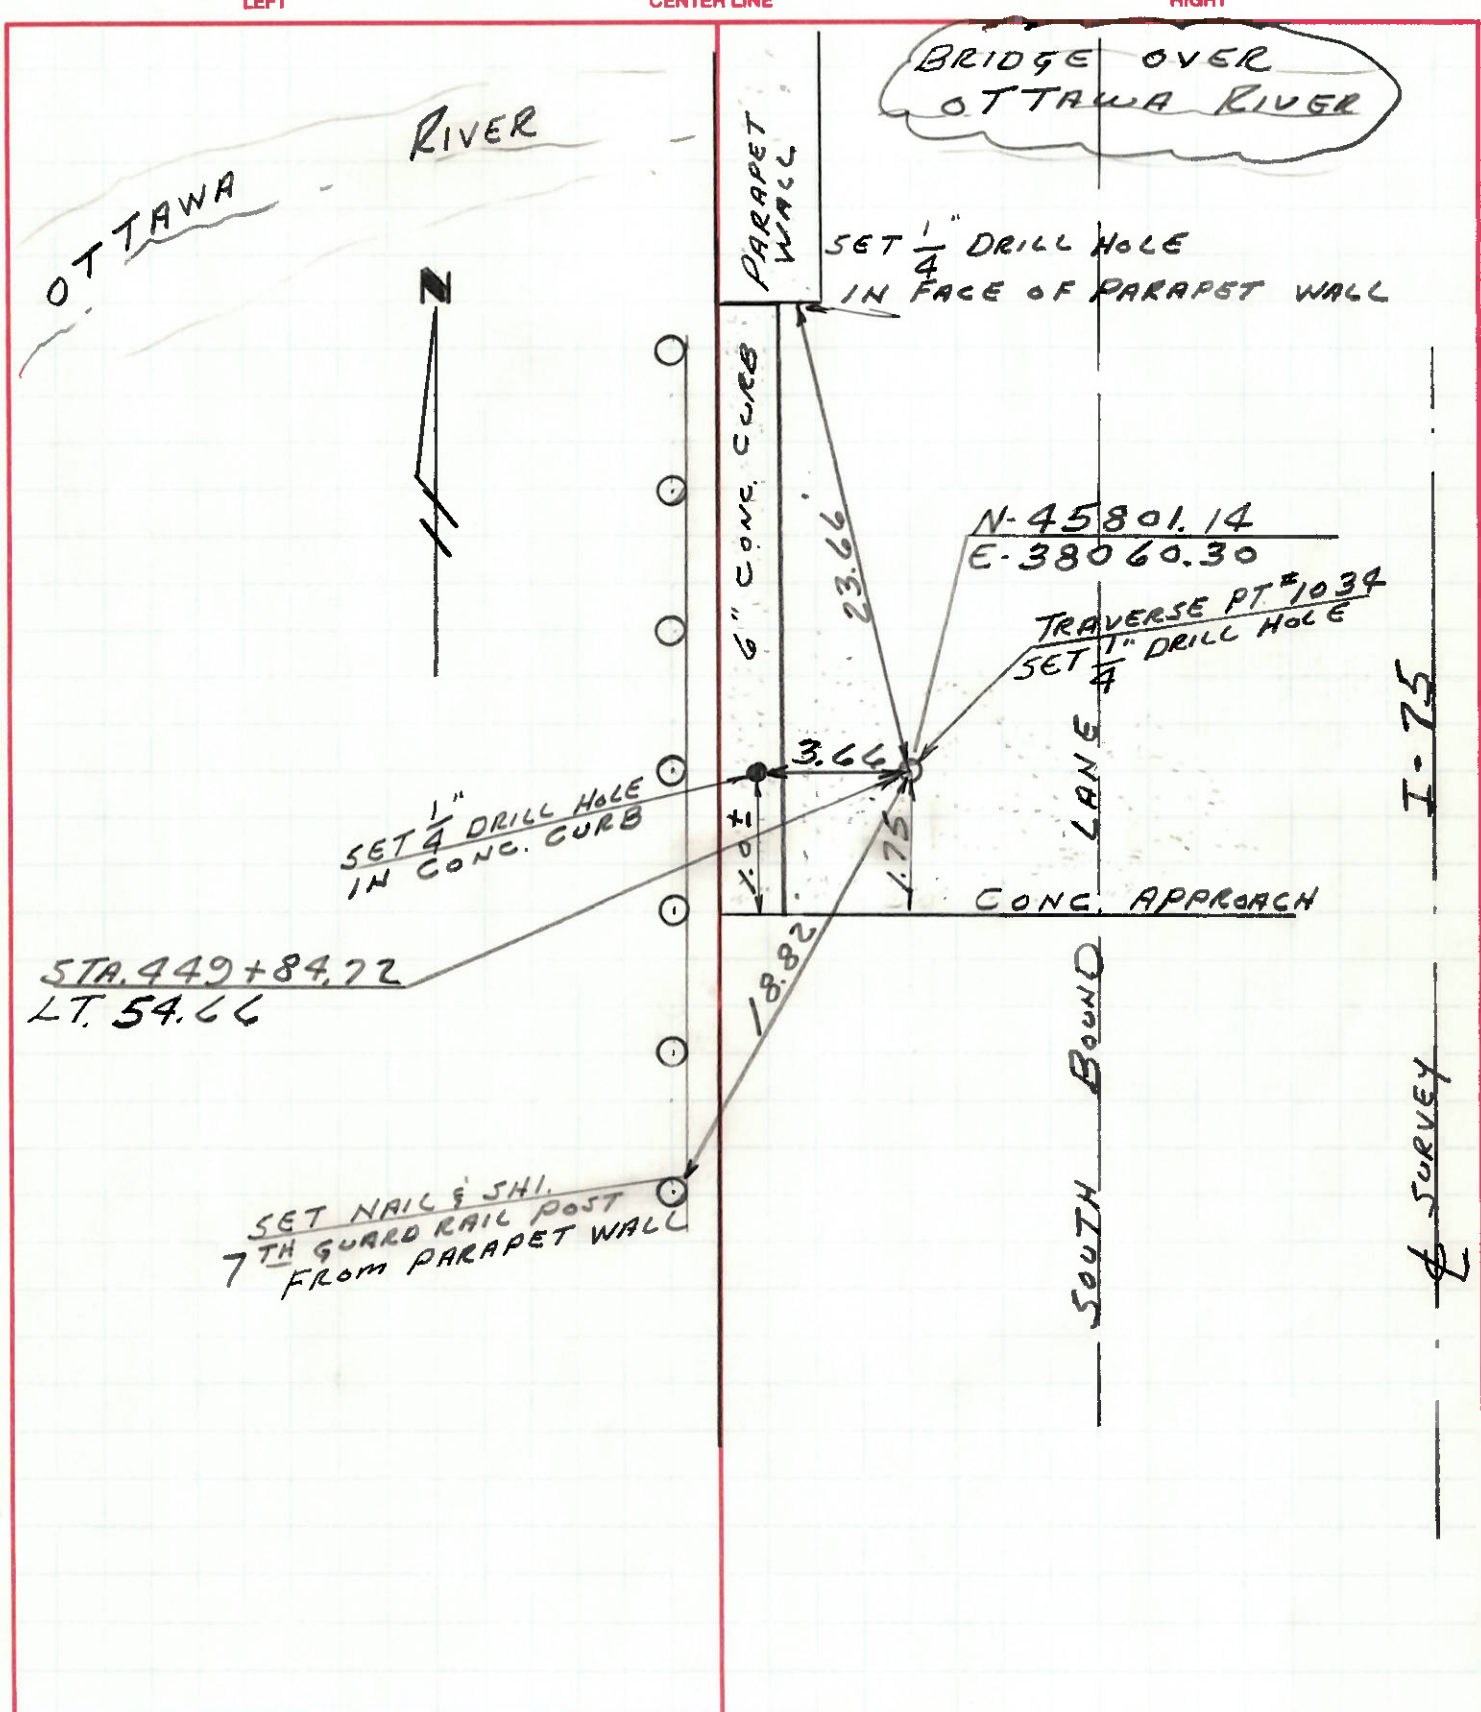 LEFT
CENTER LINE
RIGHT
BRIDGE OVER
OTTAWA RIVER
OTTAWA RIVER
PARAPET
WALL
SET 1/4" DRILL HOLE
IN FACE OF PARAPET WALL
N
6" CONC. CURB
23.66'
N-45801.14
E-38060.30
TRAVERSE PT #1034
SET 1/4" DRILL HOLE
3.66
SET 1/4" DRILL HOLE
IN CONC. CURB
1.0±
1.75
CONC. APPROACH
STA. 449+84.72
LT. 54.66
18.82'
SET NAIL & SHI.
7TH GUARD RAIL POST
FROM PARAPET WALL
SOUTH BOUND LANE
℄ SURVEY I-75